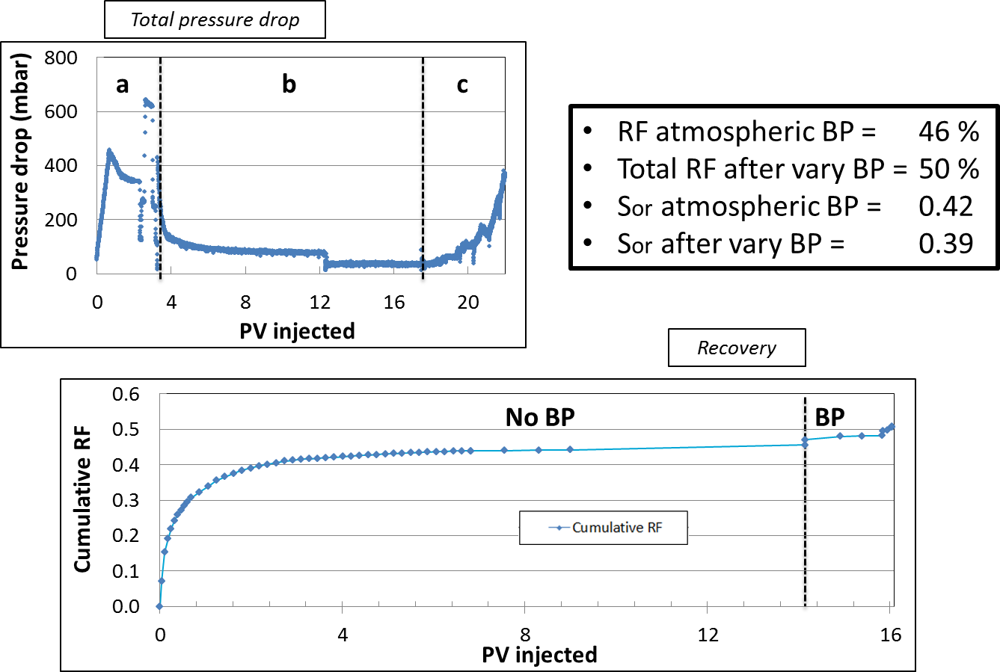 Total pressure drop
Pressure drop (mbar)
800
600
400
200
0
a
b
c
0 4 8 12 16 20
PV injected
• RF atmospheric BP = 46 %
• Total RF after vary BP = 50 %
• Sor atmospheric BP = 0.42
• Sor after vary BP = 0.39
Recovery
Cumulative RF
0.6
0.5
0.4
0.3
0.2
0.1
0.0
No BP
BP
Cumulative RF
0 4 8 12 16
PV injected